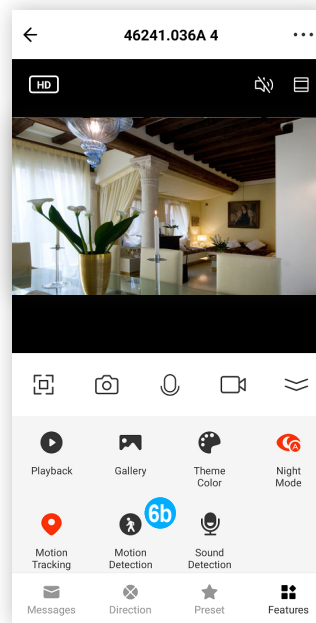 46241.036A 4
HD
Playback
Gallery
Theme
Color
Night
Mode
A
6b
Motion
Tracking
Motion
Detection
Sound
Detection
Messages
Direction
Preset
Features